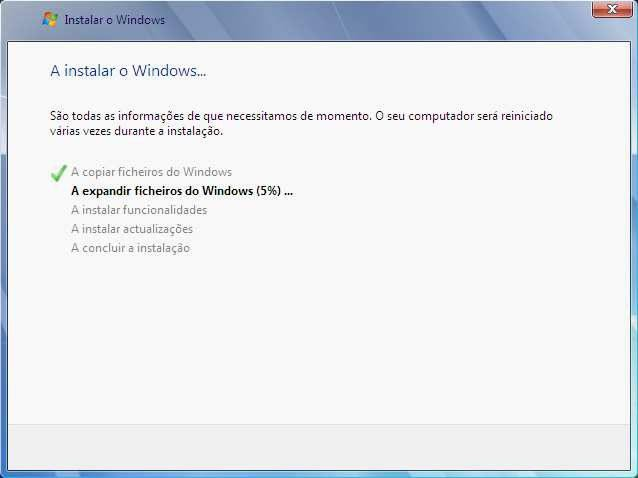 Instalar o Windows
A instalar o Windows...
São todas as informações de que necessitamos de momento. O seu computador será reiniciado
várias vezes durante a instalação.
A copiar ficheiros do Windows
A expandir ficheiros do Windows (5%) ...
A instalar funcionalidades
A instalar actualizações
A concluir a instalação